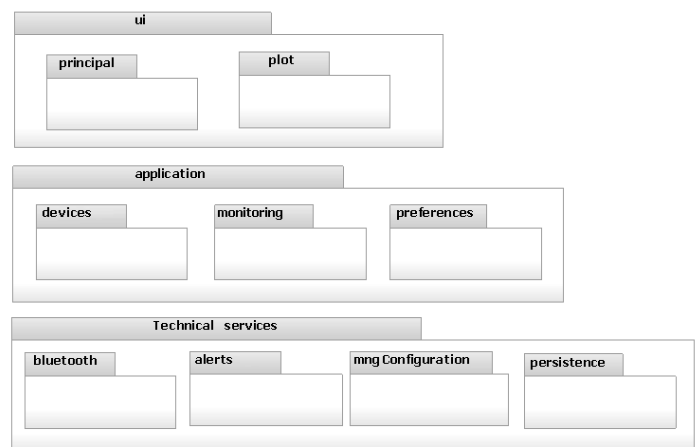 ui
principal
plot
application
devices
monitoring
preferences
Technical services
bluetooth
alerts
mng Configuration
persistence